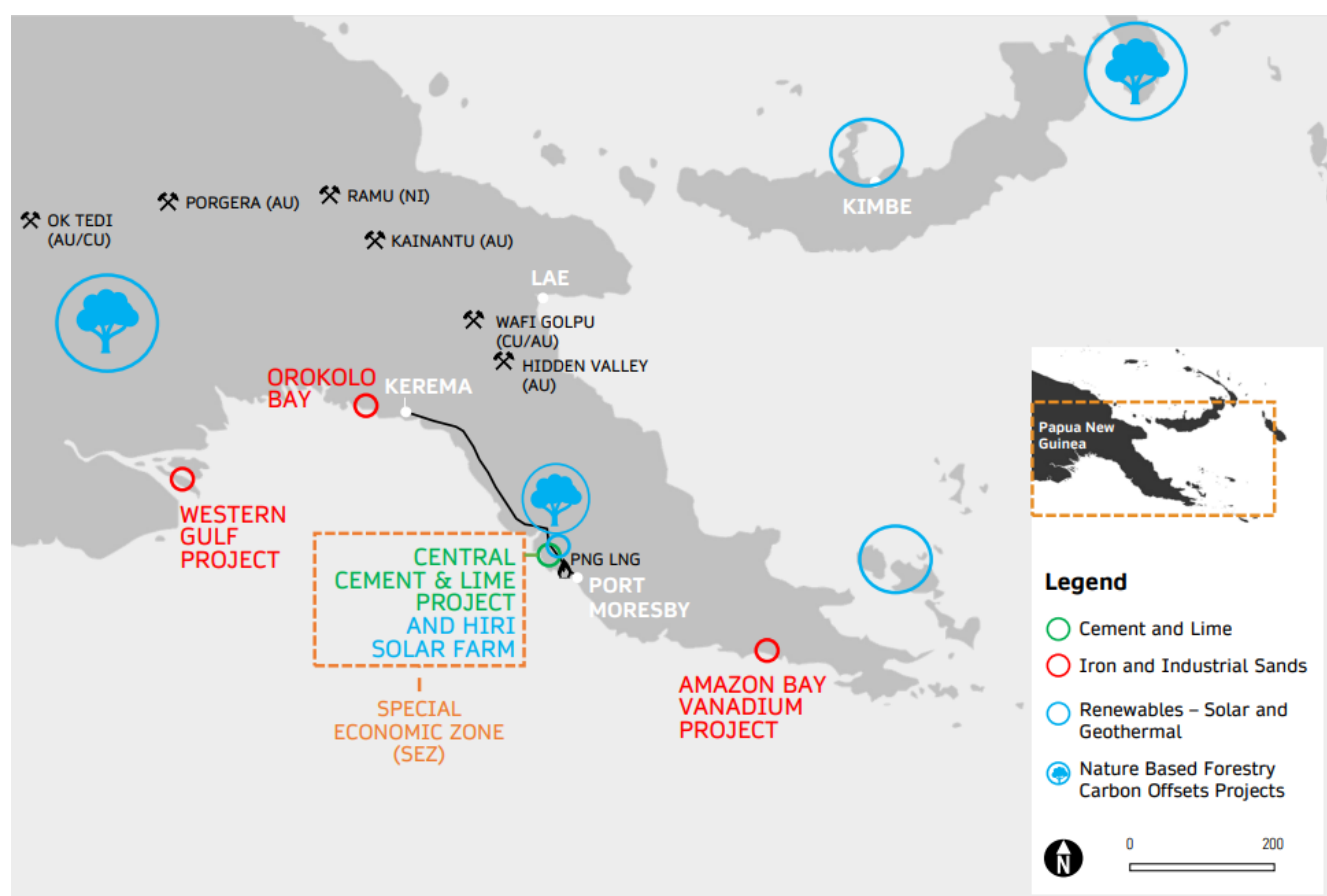 PORGERA (AU)
RAMU (NI)
OK TEDI
(AU/CU)
KAINANTU (AU)
KIMBE
LAE
WAFI GOLPU
(CU/AU)
HIDDEN VALLEY
(AU)
OROKOLO
BAY
KEREMA
WESTERN
GULF
PROJECT
CENTRAL
CEMENT & LIME
PROJECT
AND HIRI
SOLAR FARM
PNG LNG
PORT
MORESBY
SPECIAL
ECONOMIC ZONE
(SEZ)
AMAZON BAY
VANADIUM
PROJECT
Papua New
Guinea
Legend
Cement and Lime
Iron and Industrial Sands
Renewables – Solar and
Geothermal
Nature Based Forestry
Carbon Offsets Projects
N
0 200